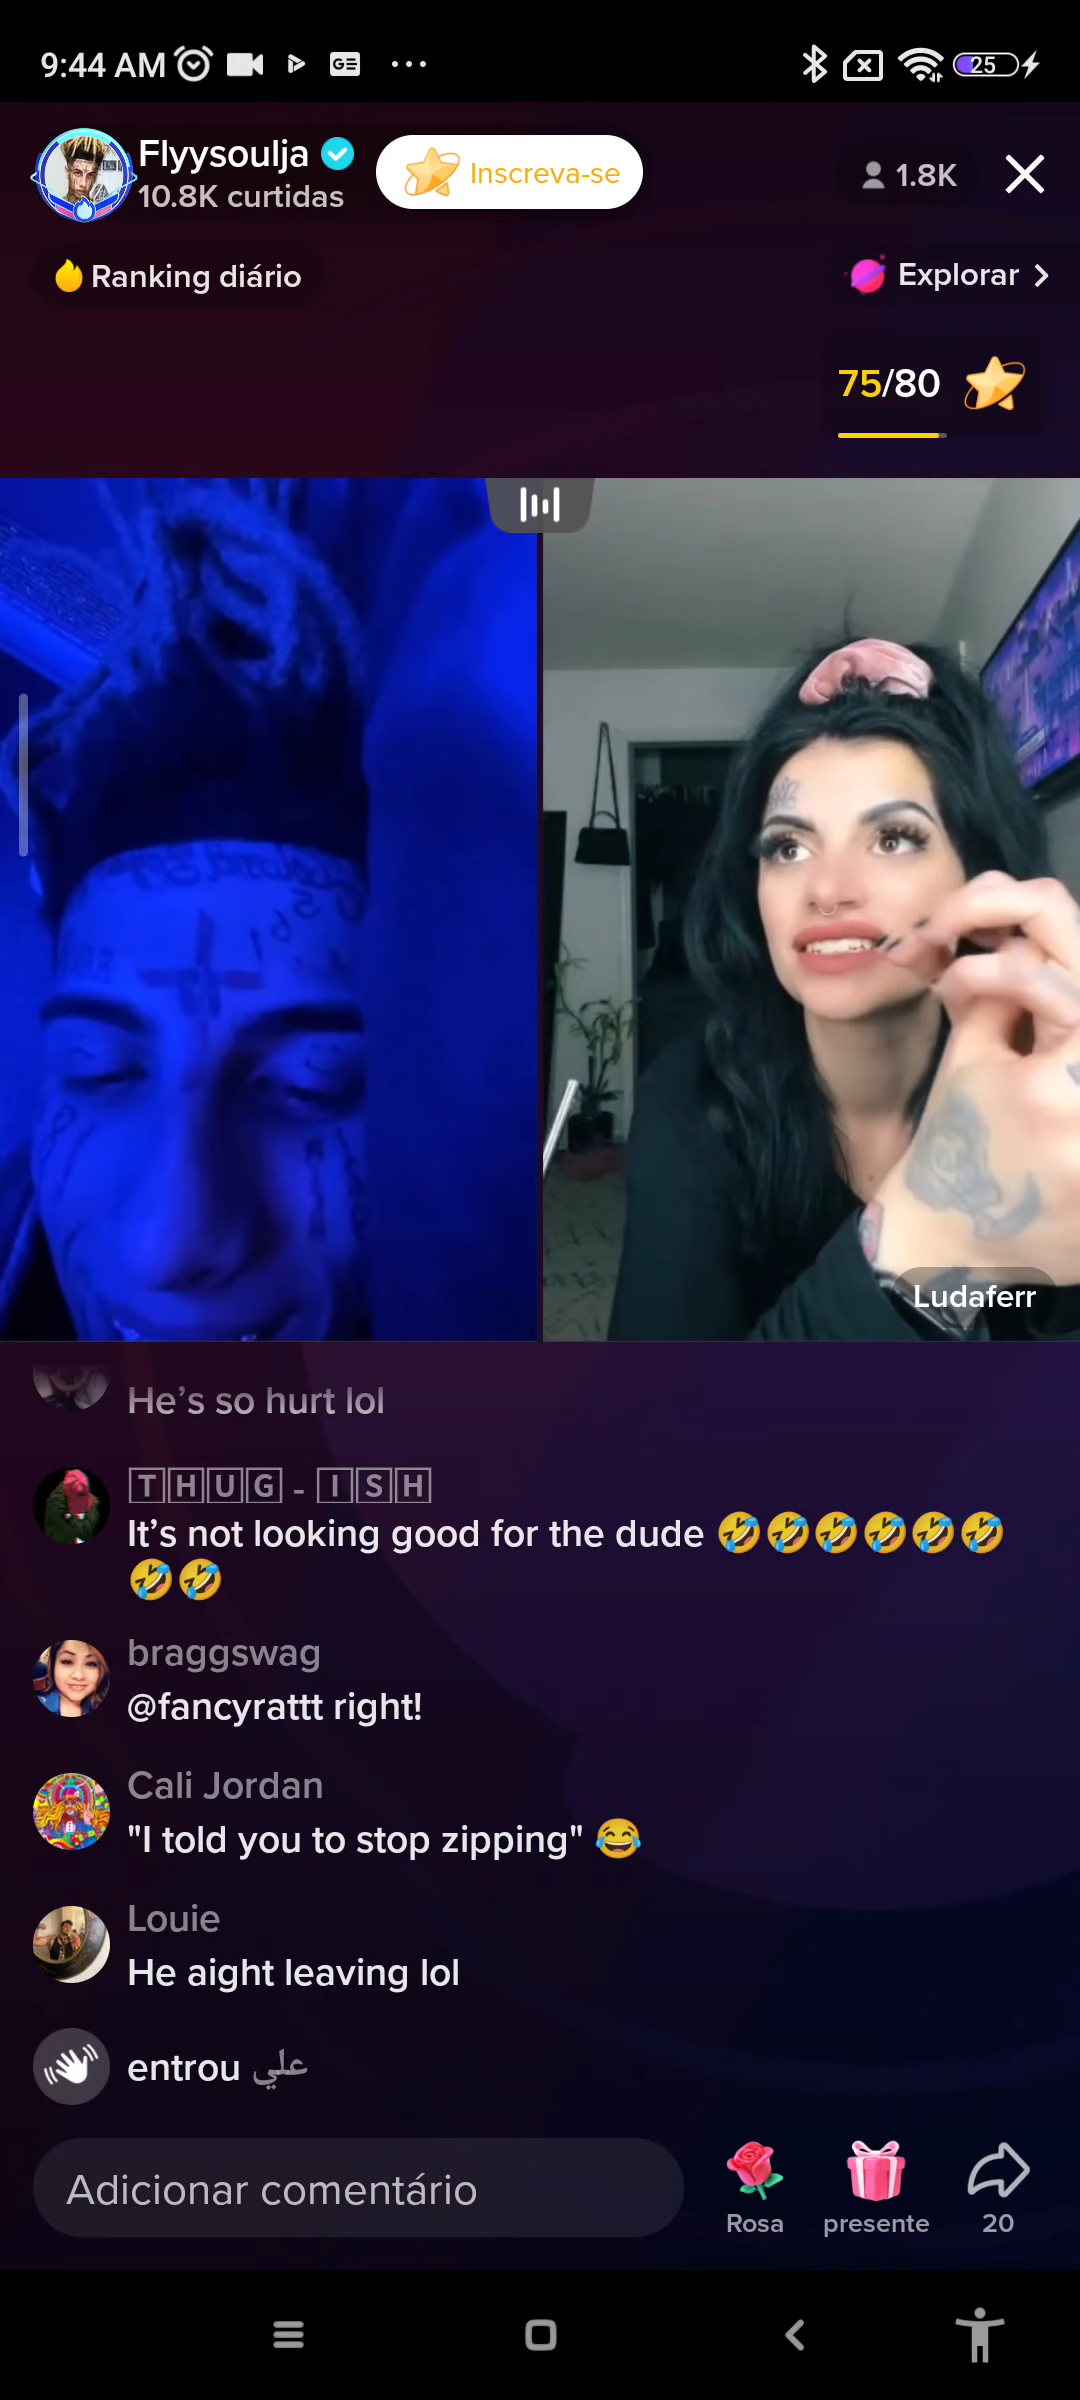 9:44 AM
25
Flyysoulja
10.8K curtidas
Inscreva-se
1.8K
Ranking diário
Explorar
75/80
Ludaferr
He's so hurt lol
🅃🄷🅄🄶 - 🄸🅂🄷
It's not looking good for the dude 🤣🤣🤣🤣🤣🤣
🤣🤣
braggswag
@fancyrattt right!
Cali Jordan
"I told you to stop zipping" 😂
Louie
He aight leaving lol
entrou علي
Adicionar comentário
Rosa
presente
20